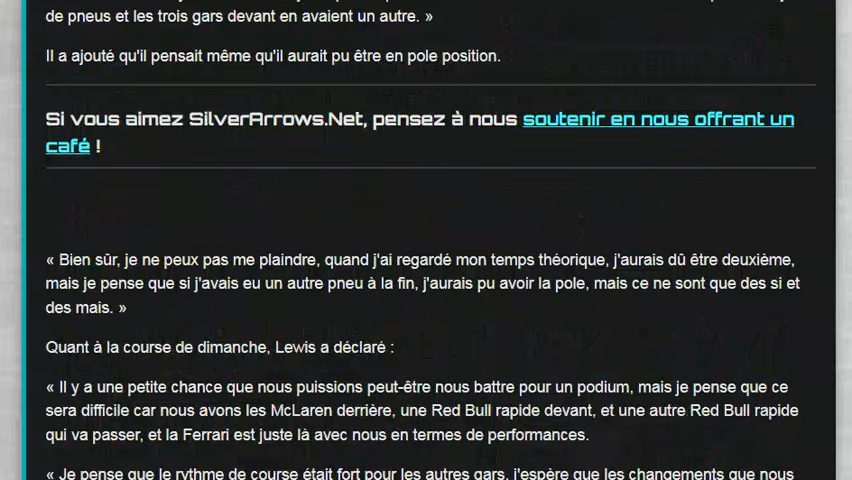 de pneus et les trois gars devant en avaient un autre. »
Il a ajouté qu'il pensait même qu'il aurait pu être en pole position.
Si vous aimez SilverArrows.Net, pensez à nous soutenir en nous offrant un
café !
« Bien sûr, je ne peux pas me plaindre, quand j'ai regardé mon temps théorique, j'aurais dû être deuxième,
mais je pense que si j'avais eu un autre pneu à la fin, j'aurais pu avoir la pole, mais ce ne sont que des si et
des mais. »
Quant à la course de dimanche, Lewis a déclaré :
« Il y a une petite chance que nous puissions peut-être nous battre pour un podium, mais je pense que ce
sera difficile car nous avons les McLaren derrière, une Red Bull rapide devant, et une autre Red Bull rapide
qui va passer, et la Ferrari est juste là avec nous en termes de performances.
« Je pense que le rythme de course était fort pour les autres gars, j'espère que les changements que nous